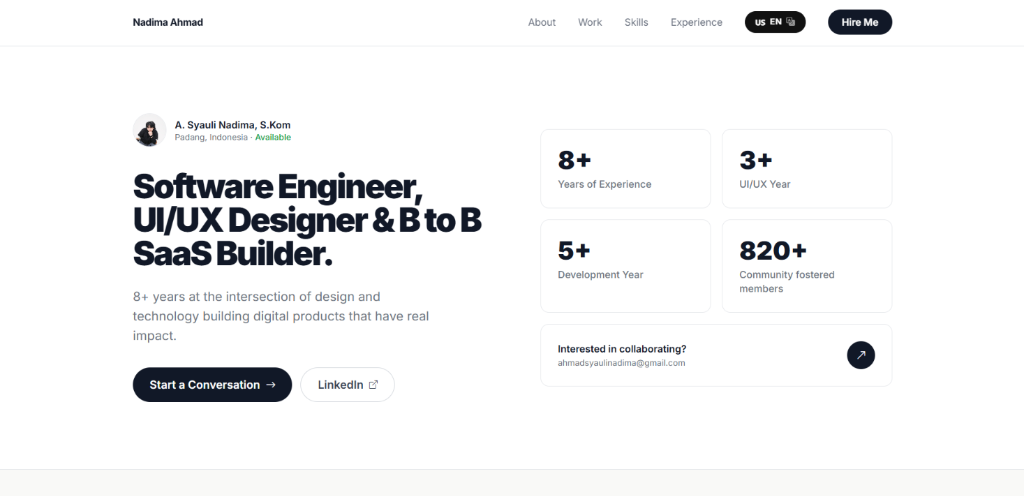 Nadima Ahmad
About
Work
Skills
Experience
US EN
Hire Me
A. Syauli Nadima, S.Kom
Padang, Indonesia · Available
Software Engineer,
UI/UX Designer & B to B
SaaS Builder.
8+ years at the intersection of design and
technology building digital products that have real
impact.
Start a Conversation →
LinkedIn
8+
Years of Experience
3+
UI/UX Year
5+
Development Year
820+
Community fostered
members
Interested in collaborating?
ahmadsyaulinadima@gmail.com